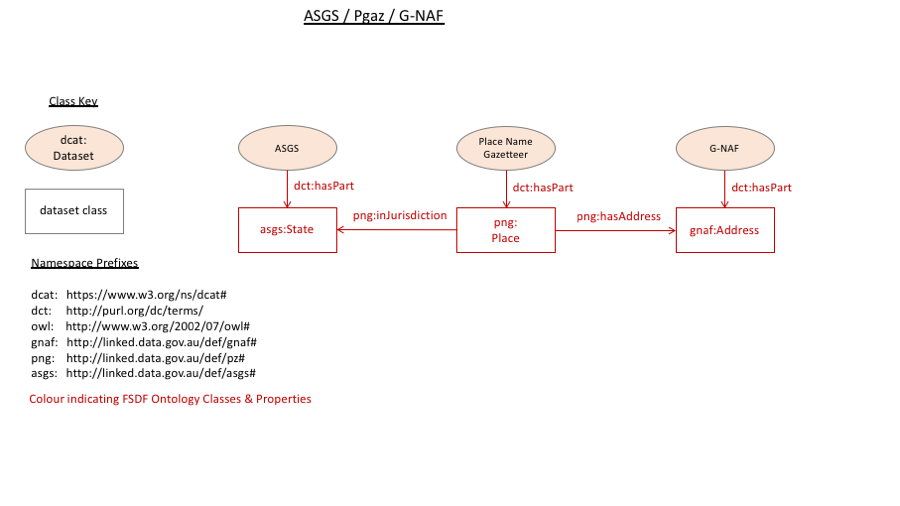 ASGS / Pgaz / G-NAF
Class Key
dcat:
Dataset
ASGS
Place Name
Gazetteer
G-NAF
dct:hasPart
dct:hasPart
dct:hasPart
dataset class
asgs:State
png:inJurisdiction
png:
Place
png:hasAddress
gnaf:Address
Namespace Prefixes
dcat: https://www.w3.org/ns/dcat#
dct: http://purl.org/dc/terms/
owl: http://www.w3.org/2002/07/owl#
gnaf: http://linked.data.gov.au/def/gnaf#
png: http://linked.data.gov.au/def/pz#
asgs: http://linked.data.gov.au/def/asgs#
Colour indicating FSDF Ontology Classes & Properties